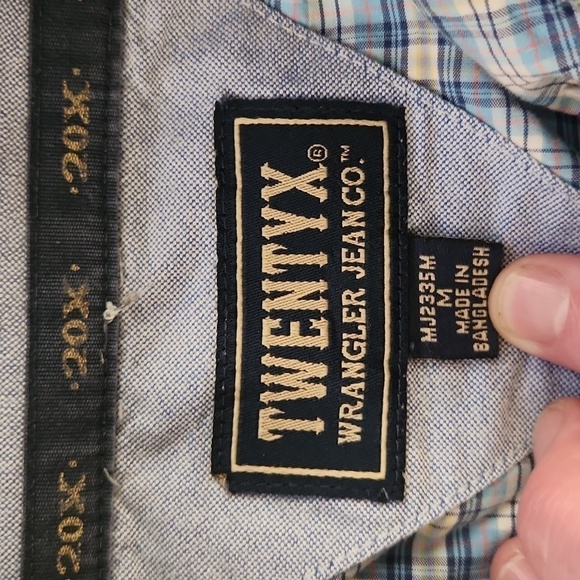 TWENTYX®
WRANGLER JEAN CO.™
MJ2335M
M
MADE IN
BANGLADESH
·20X·
·20X·
20X·